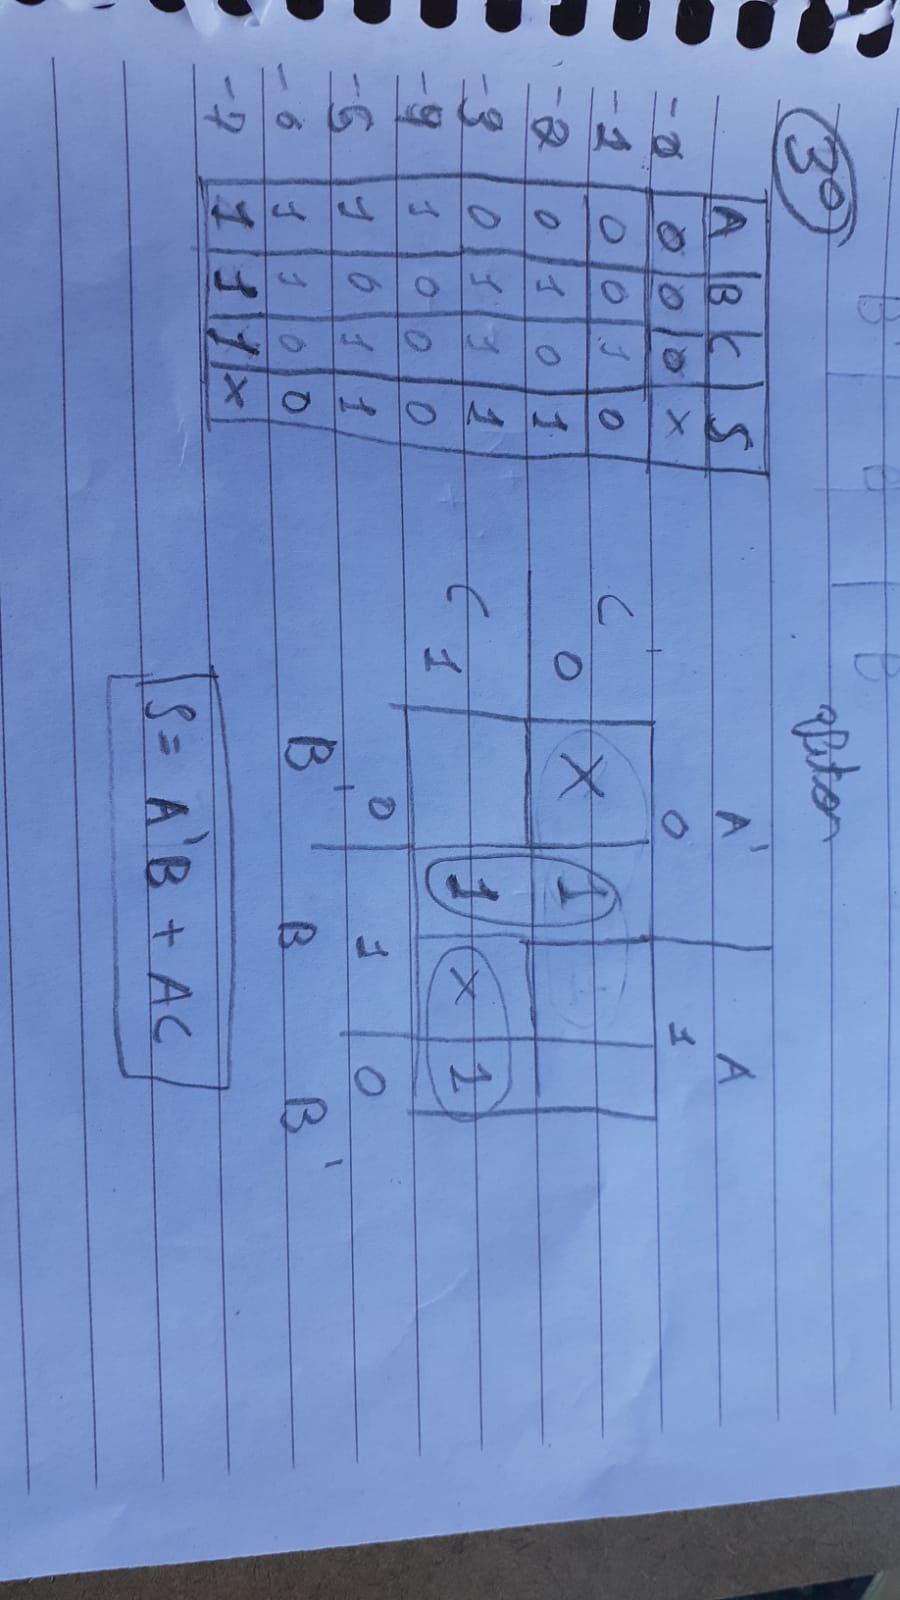 B' B B
3º Vitor
A B C S
-0 0 0 0 x
-1 0 0 1 0
-2 0 1 0 1
-3 0 1 1 1
-4 1 0 0 0
-5 1 0 1 1
-6 1 1 0 0
-7 1 1 1 x
A' A
0 1
C' 0 X 1
C 1 1 x 1
0 1 0
B' B B'
S = A'B + AC